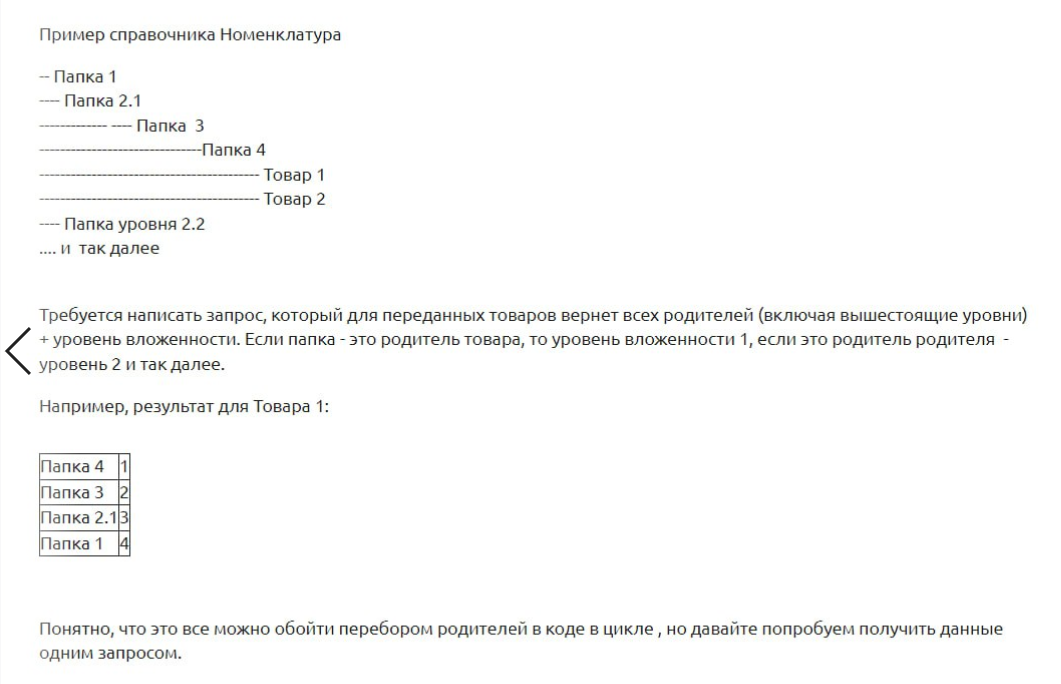 Пример справочника Номенклатура
-- Папка 1
---- Папка 2.1
------------- ---- Папка  3
-------------------------------Папка 4
------------------------------------------ Товар 1
------------------------------------------ Товар 2
---- Папка уровня 2.2
.... и  так далее
Требуется написать запрос, который для переданных товаров вернет всех родителей (включая вышестоящие уровни)
+ уровень вложенности. Если папка - это родитель товара, то уровень вложенности 1, если это родитель родителя  -
уровень 2 и так далее.
Например, результат для Товара 1:
Папка 4 1
Папка 3 2
Папка 2.1 3
Папка 1 4
Понятно, что это все можно обойти перебором родителей в коде в цикле , но давайте попробуем получить данные
одним запросом.